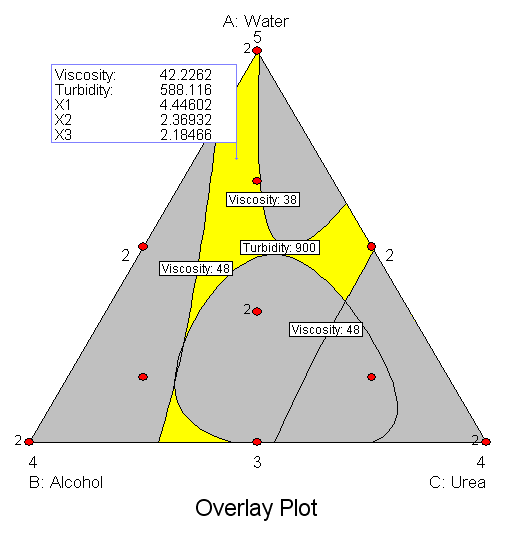 A: Water
5
2
Viscosity: 42.2262
Turbidity: 588.116
X1 4.44602
X2 2.36932
X3 2.18466
Viscosity: 38
Turbidity: 900
2
2
Viscosity: 48
2
Viscosity: 48
2
2
4
3
4
B: Alcohol
C: Urea
Overlay Plot